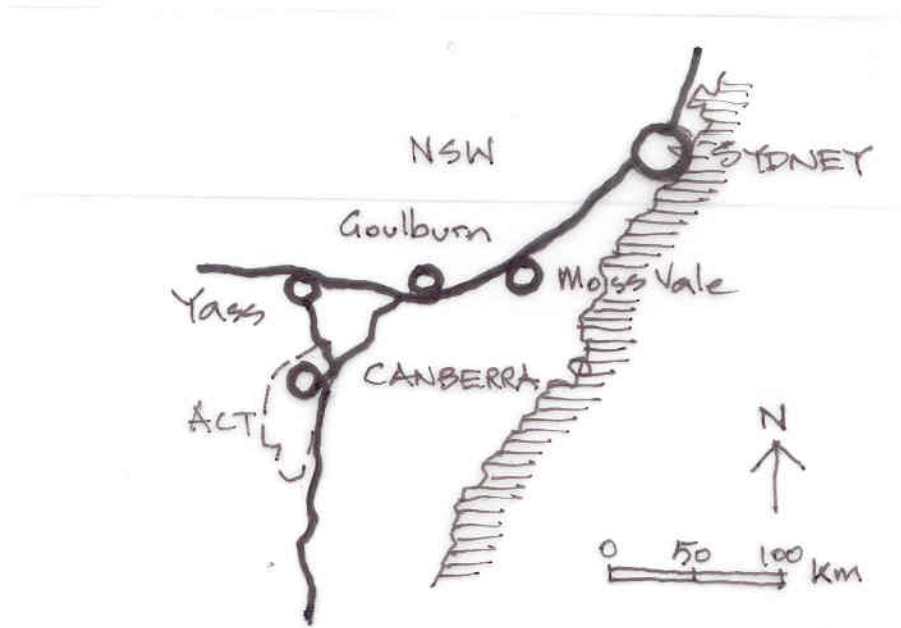 NSW
SYDNEY
Goulburn
Moss Vale
Yass
CANBERRA
ACT
N
0 50 100 km